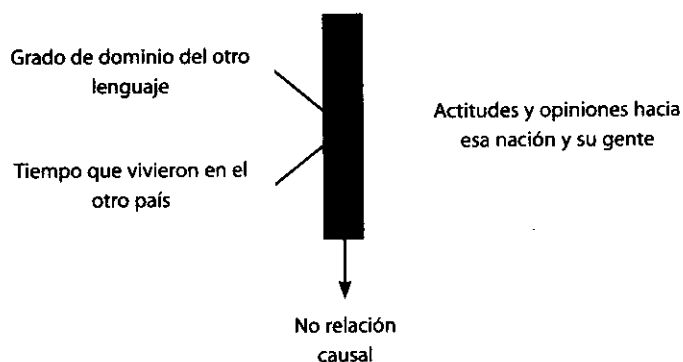 Grado de dominio del otro
lenguaje
Actitudes y opiniones hacia
esa nación y su gente
Tiempo que vivieron en el
otro país
No relación
causal